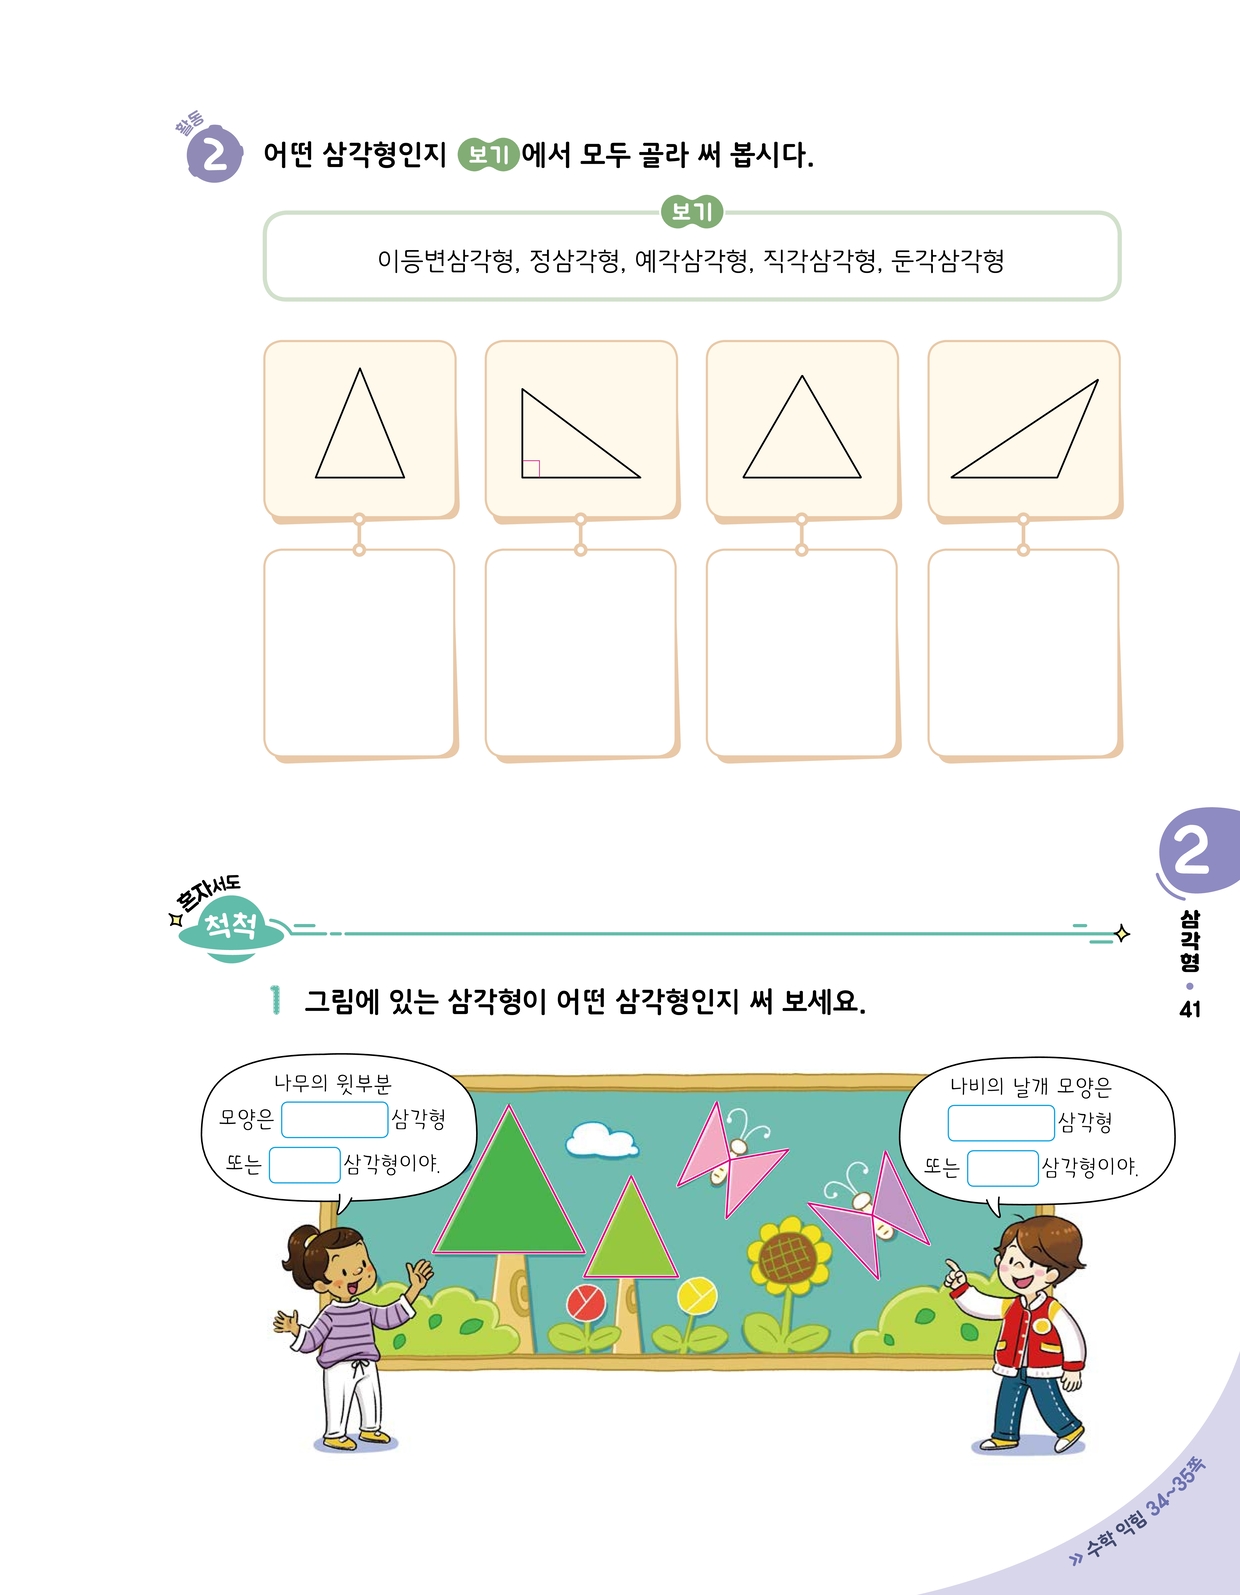 활동
2 어떤 삼각형인지 보기에서 모두 골라 써 봅시다.
보기
이등변삼각형, 정삼각형, 예각삼각형, 직각삼각형, 둔각삼각형
혼자서도
척척
1 그림에 있는 삼각형이 어떤 삼각형인지 써 보세요.
나무의 윗부분
모양은 삼각형
또는 삼각형이야.
나비의 날개 모양은
삼각형
또는 삼각형이야.
2
삼각형 • 41
» 수학 익힘 34~35쪽